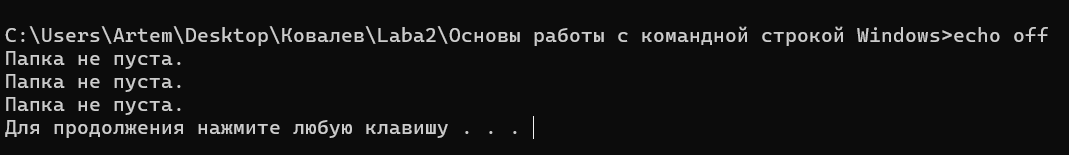 C:\Users\Artem\Desktop\Ковалев\Laba2\Основы работы с командной строкой Windows>echo off
Папка не пуста.
Папка не пуста.
Папка не пуста.
Для продолжения нажмите любую клавишу . . .